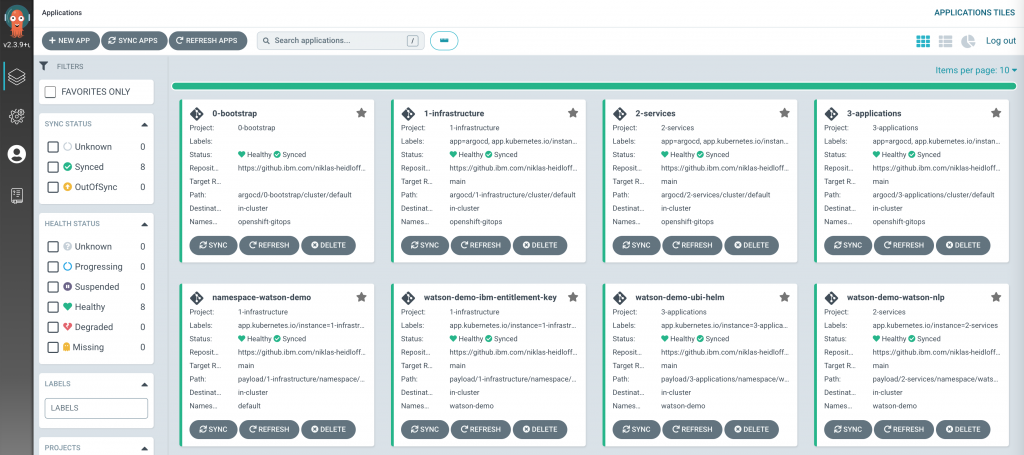 Applications
APPLICATIONS TILES
v2.3.9+u
NEW APP
SYNC APPS
REFRESH APPS
Search applications...
/
Log out
FILTERS
Items per page: 10
FAVORITES ONLY
SYNC STATUS
Unknown 0
Synced 8
OutOfSync 0
HEALTH STATUS
Unknown 0
Progressing 0
Suspended 0
Healthy 8
Degraded 0
Missing 0
LABELS
LABELS
PROJECTS
0-bootstrap
Project: 0-bootstrap
Labels:
Status: Healthy Synced
Reposit... https://github.ibm.com/niklas-heidloff...
Target R... 
Path: argocd/0-bootstrap/cluster/default
Destinat... in-cluster
Names... openshift-gitops
SYNC REFRESH DELETE
1-infrastructure
Project: 1-infrastructure
Labels: app=argocd, app.kubernetes.io/instanc...
Status: Healthy Synced
Reposit... https://github.ibm.com/niklas-heidloff...
Target R... main
Path: argocd/1-infrastructure/cluster/default
Destinat... in-cluster
Names... openshift-gitops
SYNC REFRESH DELETE
2-services
Project: 2-services
Labels: app=argocd, app.kubernetes.io/instanc...
Status: Healthy Synced
Reposit... https://github.ibm.com/niklas-heidloff...
Target R... main
Path: argocd/2-services/cluster/default
Destinat... in-cluster
Names... openshift-gitops
SYNC REFRESH DELETE
3-applications
Project: 3-applications
Labels: app=argocd, app.kubernetes.io/instanc...
Status: Healthy Synced
Reposit... https://github.ibm.com/niklas-heidloff...
Target R... main
Path: argocd/3-applications/cluster/default
Destinat... in-cluster
Names... openshift-gitops
SYNC REFRESH DELETE
namespace-watson-demo
Project: 1-infrastructure
Labels: app.kubernetes.io/instance=1-infrastr...
Status: Healthy Synced
Reposit... https://github.ibm.com/niklas-heidloff...
Target R... main
Path: payload/1-infrastructure/namespace/...
Destinat... in-cluster
Names... default
SYNC REFRESH DELETE
watson-demo-ibm-entitlement-key
Project: 1-infrastructure
Labels: app.kubernetes.io/instance=1-infrastr...
Status: Healthy Synced
Reposit... https://github.ibm.com/niklas-heidloff...
Target R... main
Path: payload/1-infrastructure/namespace/...
Destinat... in-cluster
Names... watson-demo
SYNC REFRESH DELETE
watson-demo-ubi-helm
Project: 3-applications
Labels: app.kubernetes.io/instance=3-applica...
Status: Healthy Synced
Reposit... https://github.ibm.com/niklas-heidloff...
Target R... main
Path: payload/3-applications/namespace/w...
Destinat... in-cluster
Names... watson-demo
SYNC REFRESH DELETE
watson-demo-watson-nlp
Project: 2-services
Labels: app.kubernetes.io/instance=2-services
Status: Healthy Synced
Reposit... https://github.ibm.com/niklas-heidloff...
Target R... main
Path: payload/2-services/namespace/wats...
Destinat... in-cluster
Names... watson-demo
SYNC REFRESH DELETE